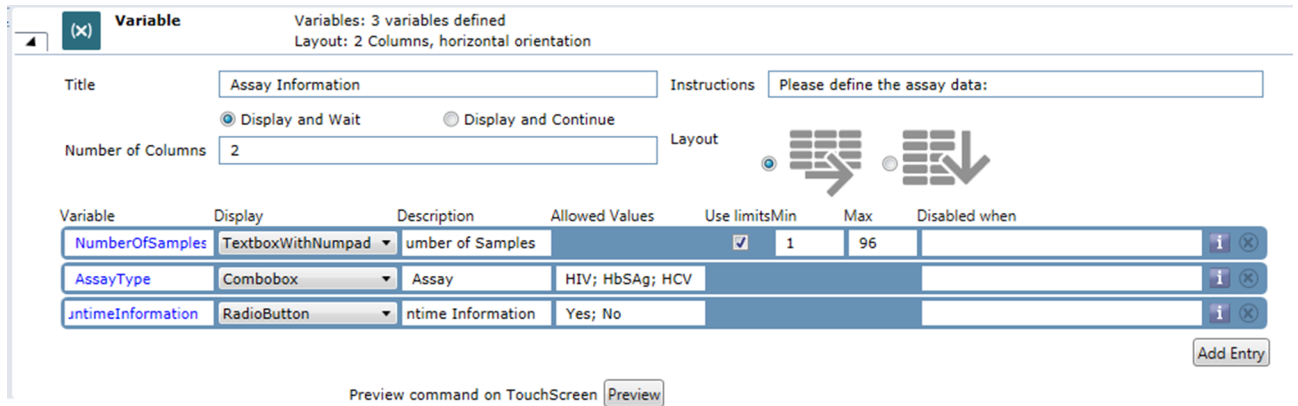 (x) Variable Variables: 3 variables defined
Layout: 2 Columns, horizontal orientation
Title Assay Information Instructions Please define the assay data:
Display and Wait Display and Continue
Number of Columns 2 Layout
Variable Display Description Allowed Values Use limits Min Max Disabled when
NumberOfSamples TextboxWithNumpad umber of Samples 1 96 i
AssayType Combobox Assay HIV; HbSAg; HCV i
untimeInformation RadioButton ntime Information Yes; No i
Add Entry
Preview command on TouchScreen Preview